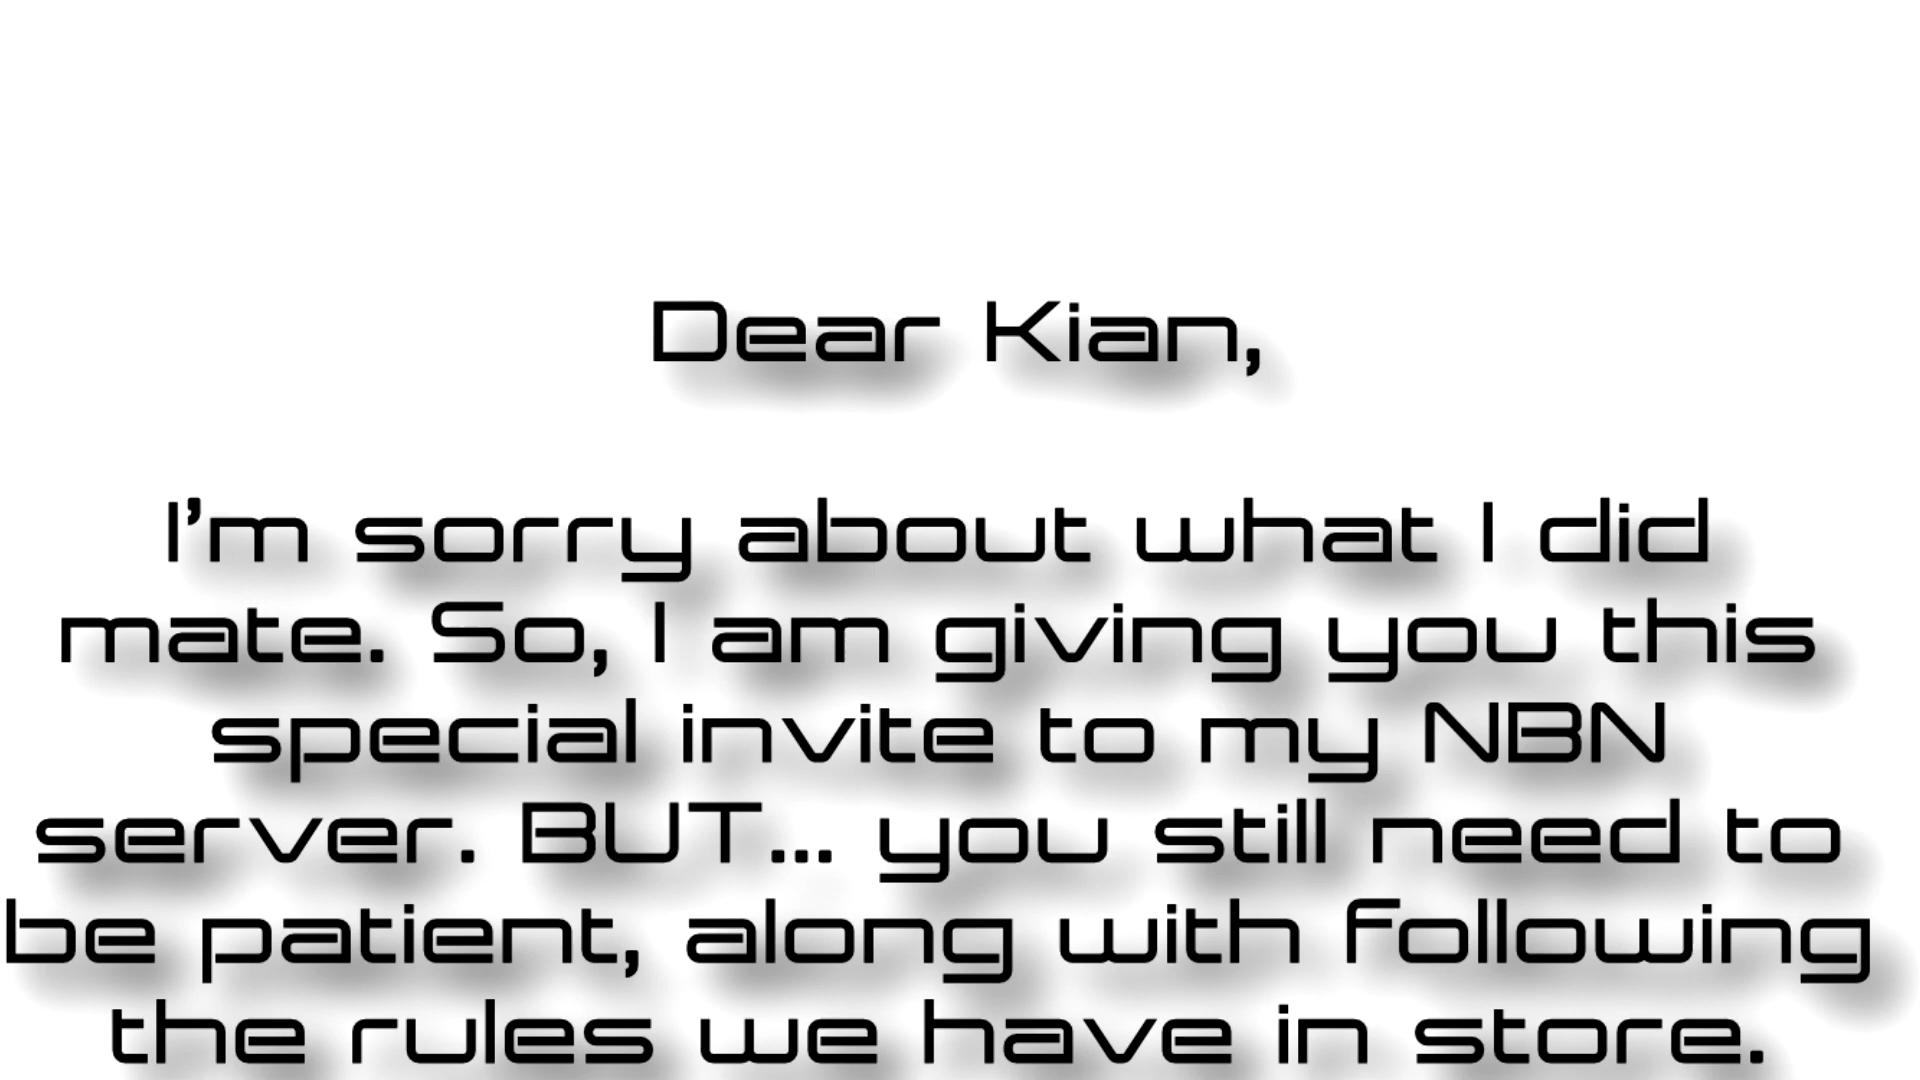 Dear Kian,
I'm sorry about what I did
mate. So, I am giving you this
special invite to my NBN
server. BUT... you still need to
be patient, along with following
the rules we have in store.